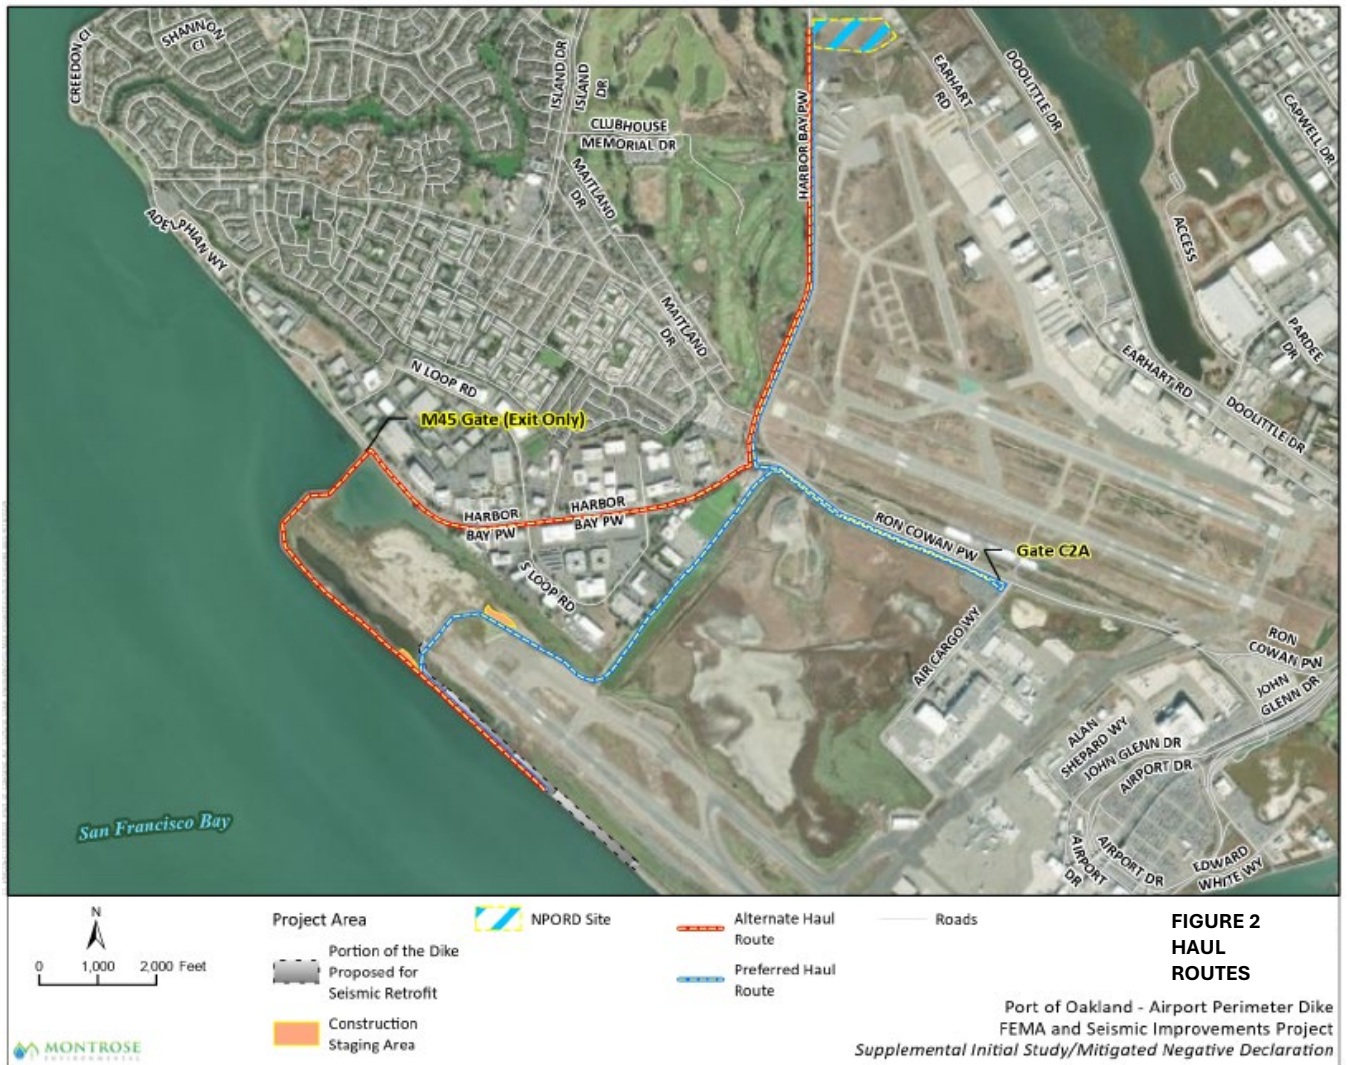 CREEDON CI
SHANNON
CI
ISLAND DR
ISLAND
DR
HARBOR BAY PW
EARHART
RD
DOOLITTLE DR
CAPWELL DR
CLUBHOUSE
MEMORIAL DR
MAITLAND
DR
ADELPHIAN WY
ACCESS
MAITLAND
DR
PARDEE
DR
EARHART RD
DOOLITTLE DR
N LOOP RD
M45 Gate (Exit Only)
HARBOR
BAY PW
HARBOR
BAY PW
RON COWAN PW
Gate C2A
S LOOP RD
AIR CARGO WY
RON
COWAN PW
JOHN
GLENN DR
ALAN
SHEPARD WY
JOHN GLENN DR
AIRPORT DR
San Francisco Bay
AIRPORT
DR
AIRPORT DR
EDWARD
WHITE WY
N
0 1,000 2,000 Feet
Project Area
Portion of the Dike
Proposed for
Seismic Retrofit
Construction
Staging Area
NPORD Site
Alternate Haul
Route
Preferred Haul
Route
Roads
FIGURE 2
HAUL
ROUTES
Port of Oakland - Airport Perimeter Dike
FEMA and Seismic Improvements Project
Supplemental Initial Study/Mitigated Negative Declaration
MONTROSE
ENVIRONMENTAL